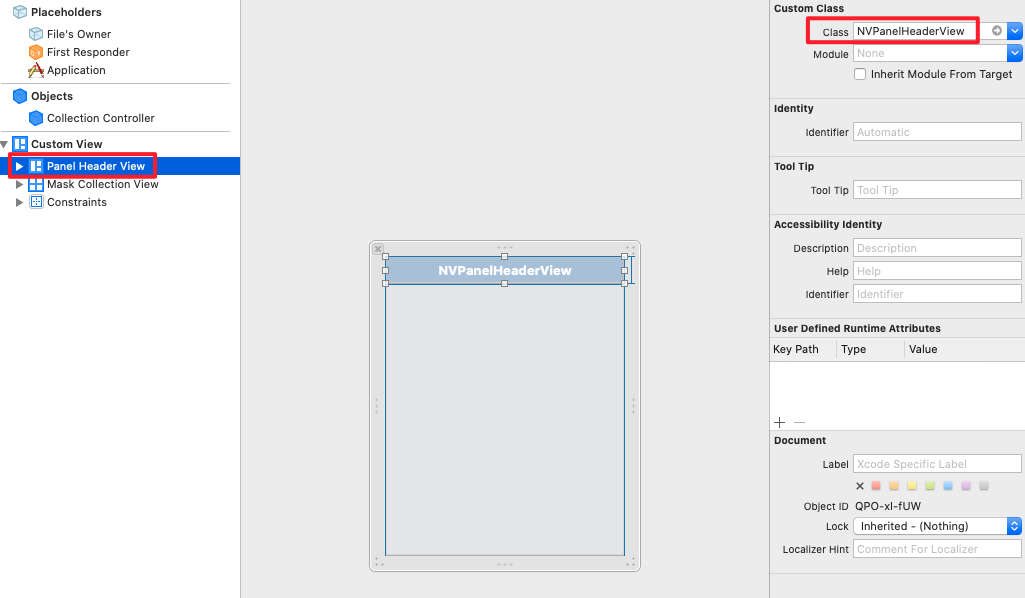 Placeholders
File's Owner
First Responder
Application
Objects
Collection Controller
Custom View
Panel Header View
Mask Collection View
Constraints
NVPanelHeaderView
Custom Class
Class NVPanelHeaderView
Module None
Inherit Module From Target
Identity
Identifier Automatic
Tool Tip
Tool Tip Tool Tip
Accessibility Identity
Description Description
Help Help
Identifier Identifier
User Defined Runtime Attributes
Key Path Type Value
Document
Label Xcode Specific Label
Object ID QPO-xI-fUW
Lock Inherited - (Nothing)
Localizer Hint Comment For Localizer